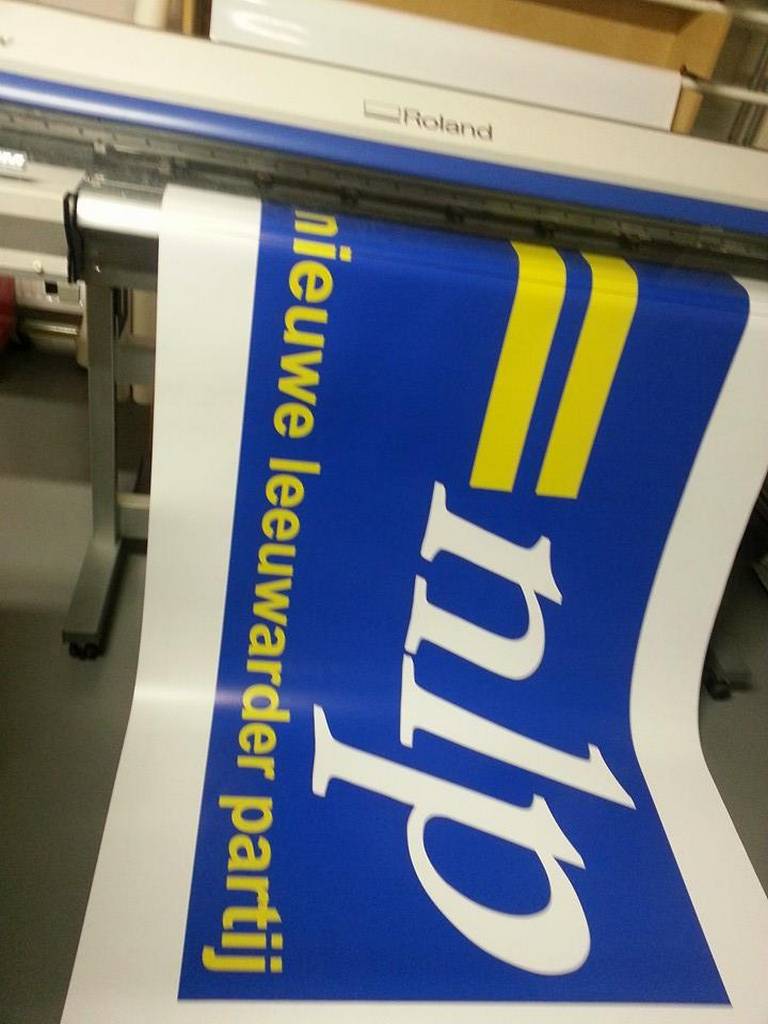 Roland
nlp
nieuwe leeuwarder partij